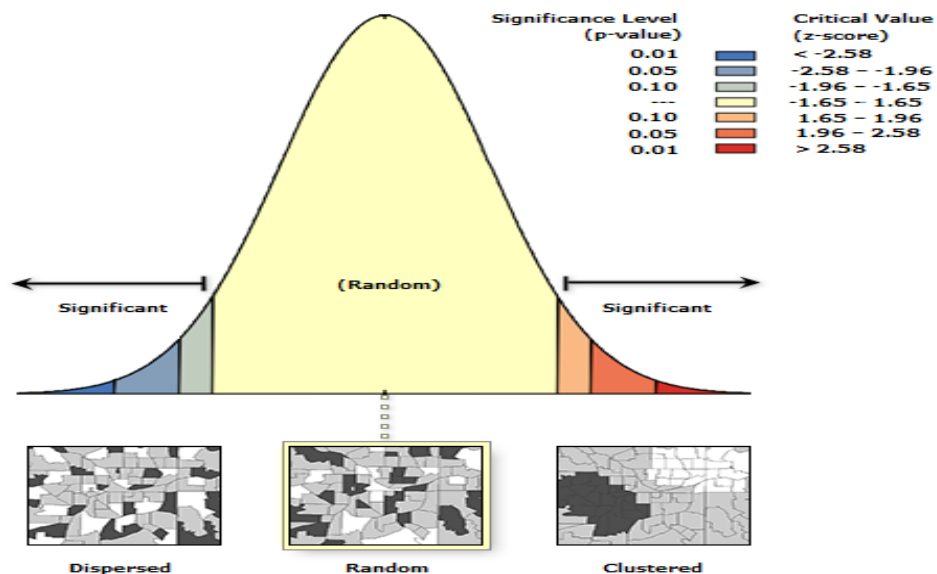 Significance Level Critical Value
(p-value) (z-score)
0.01 < -2.58
0.05 -2.58 – -1.96
0.10 -1.96 – -1.65
--- -1.65 - 1.65
0.10 1.65 – 1.96
0.05 1.96 – 2.58
0.01 > 2.58
(Random)
Significant Significant
Dispersed Random Clustered